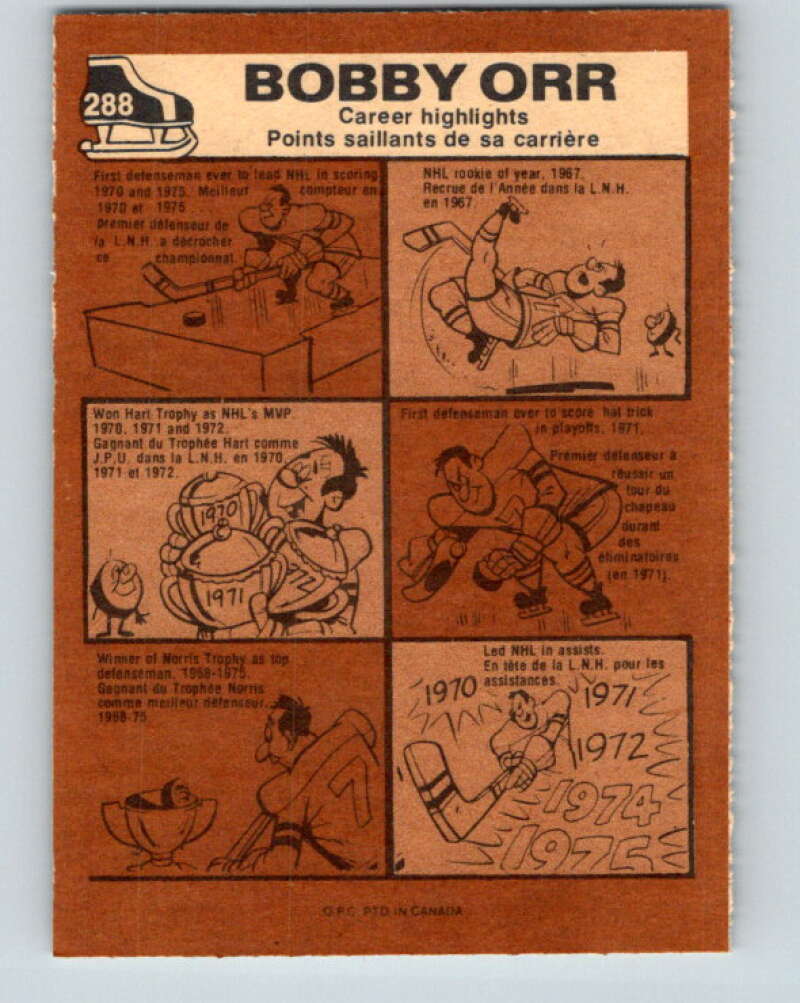 288
BOBBY ORR
Career highlights
Points saillants de sa carrière
First defenseman ever to lead NHL in scoring
1970 and 1975. Meilleur compteur en
1970 et 1975
premier défenseur de
la L.N.H. a décrocher
ce championnat.
NHL rookie of year, 1967.
Recrue de l'Année dans la L.N.H.
en 1967.
Won Hart Trophy as NHL's MVP
1970, 1971 and 1972.
Gagnant du Trophée Hart comme
J.P.U. dans la L.N.H. en 1970,
1971 et 1972.
1970
1971
72
First defenseman ever to score hat trick
in playoffs, 1971.
Premier défenseur à
réussir un
tour du
chapeau
durant
des
éliminatoires
(en 1971).
7
Winner of Norris Trophy as top
defenseman, 1968-1975.
Gagnant du Trophée Norris
comme meilleur défenseur,
1968-75
7
Led NHL in assists.
En tête de la L.N.H. pour les
assistances.
1970
1971
1972
1974
1975
O.P.C. PTD. IN CANADA